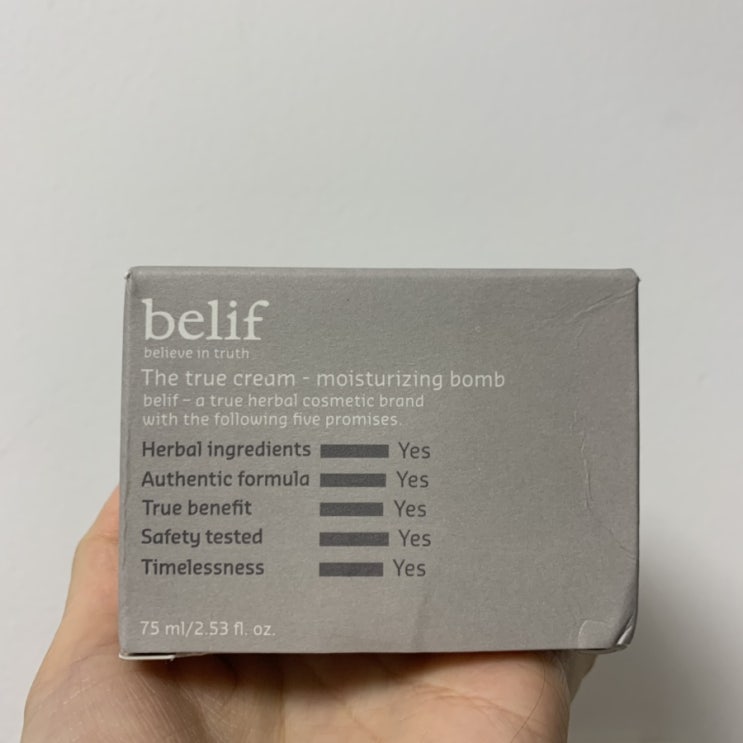 belif
believe in truth
The true cream - moisturizing bomb
belif – a true herbal cosmetic brand
with the following five promises.
Herbal ingredients Yes
Authentic formula Yes
True benefit Yes
Safety tested Yes
Timelessness Yes
75 ml/2.53 fl. oz.